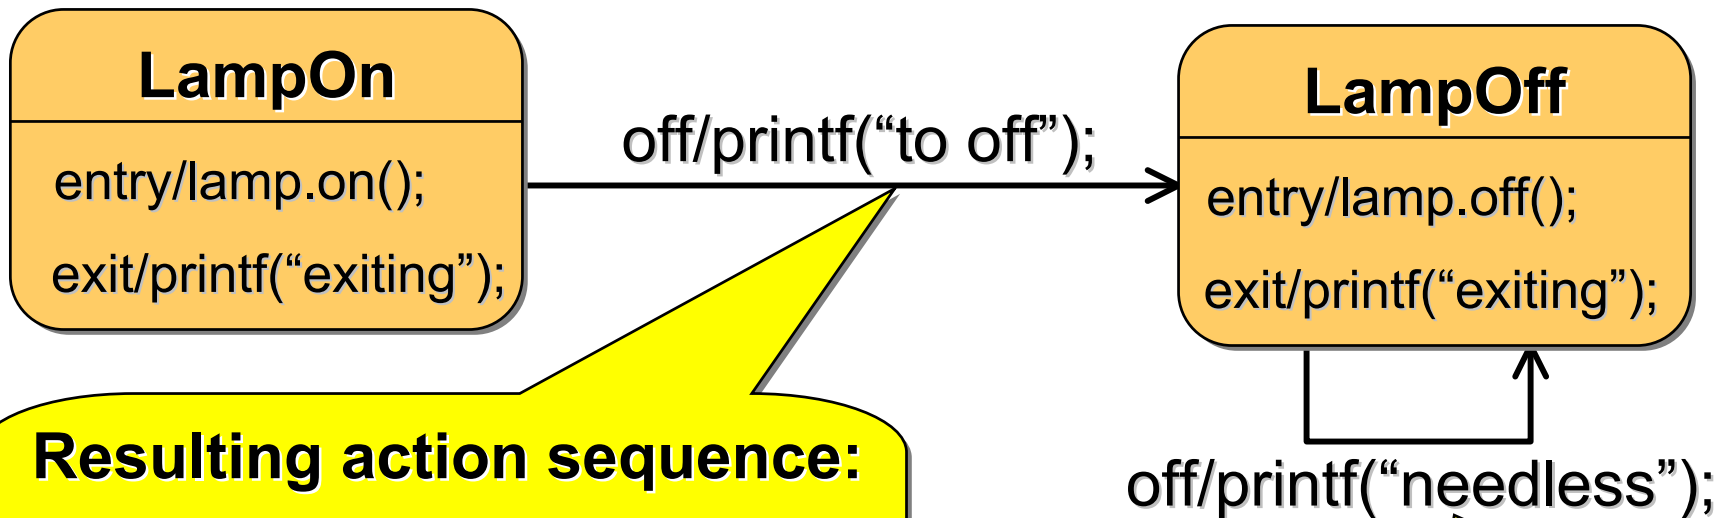 LampOn
entry/lamp.on();
exit/printf(“exiting”);
off/printf(“to off”);
LampOff
entry/lamp.off();
exit/printf(“exiting”);
Resulting action sequence:
off/printf(“needless”);